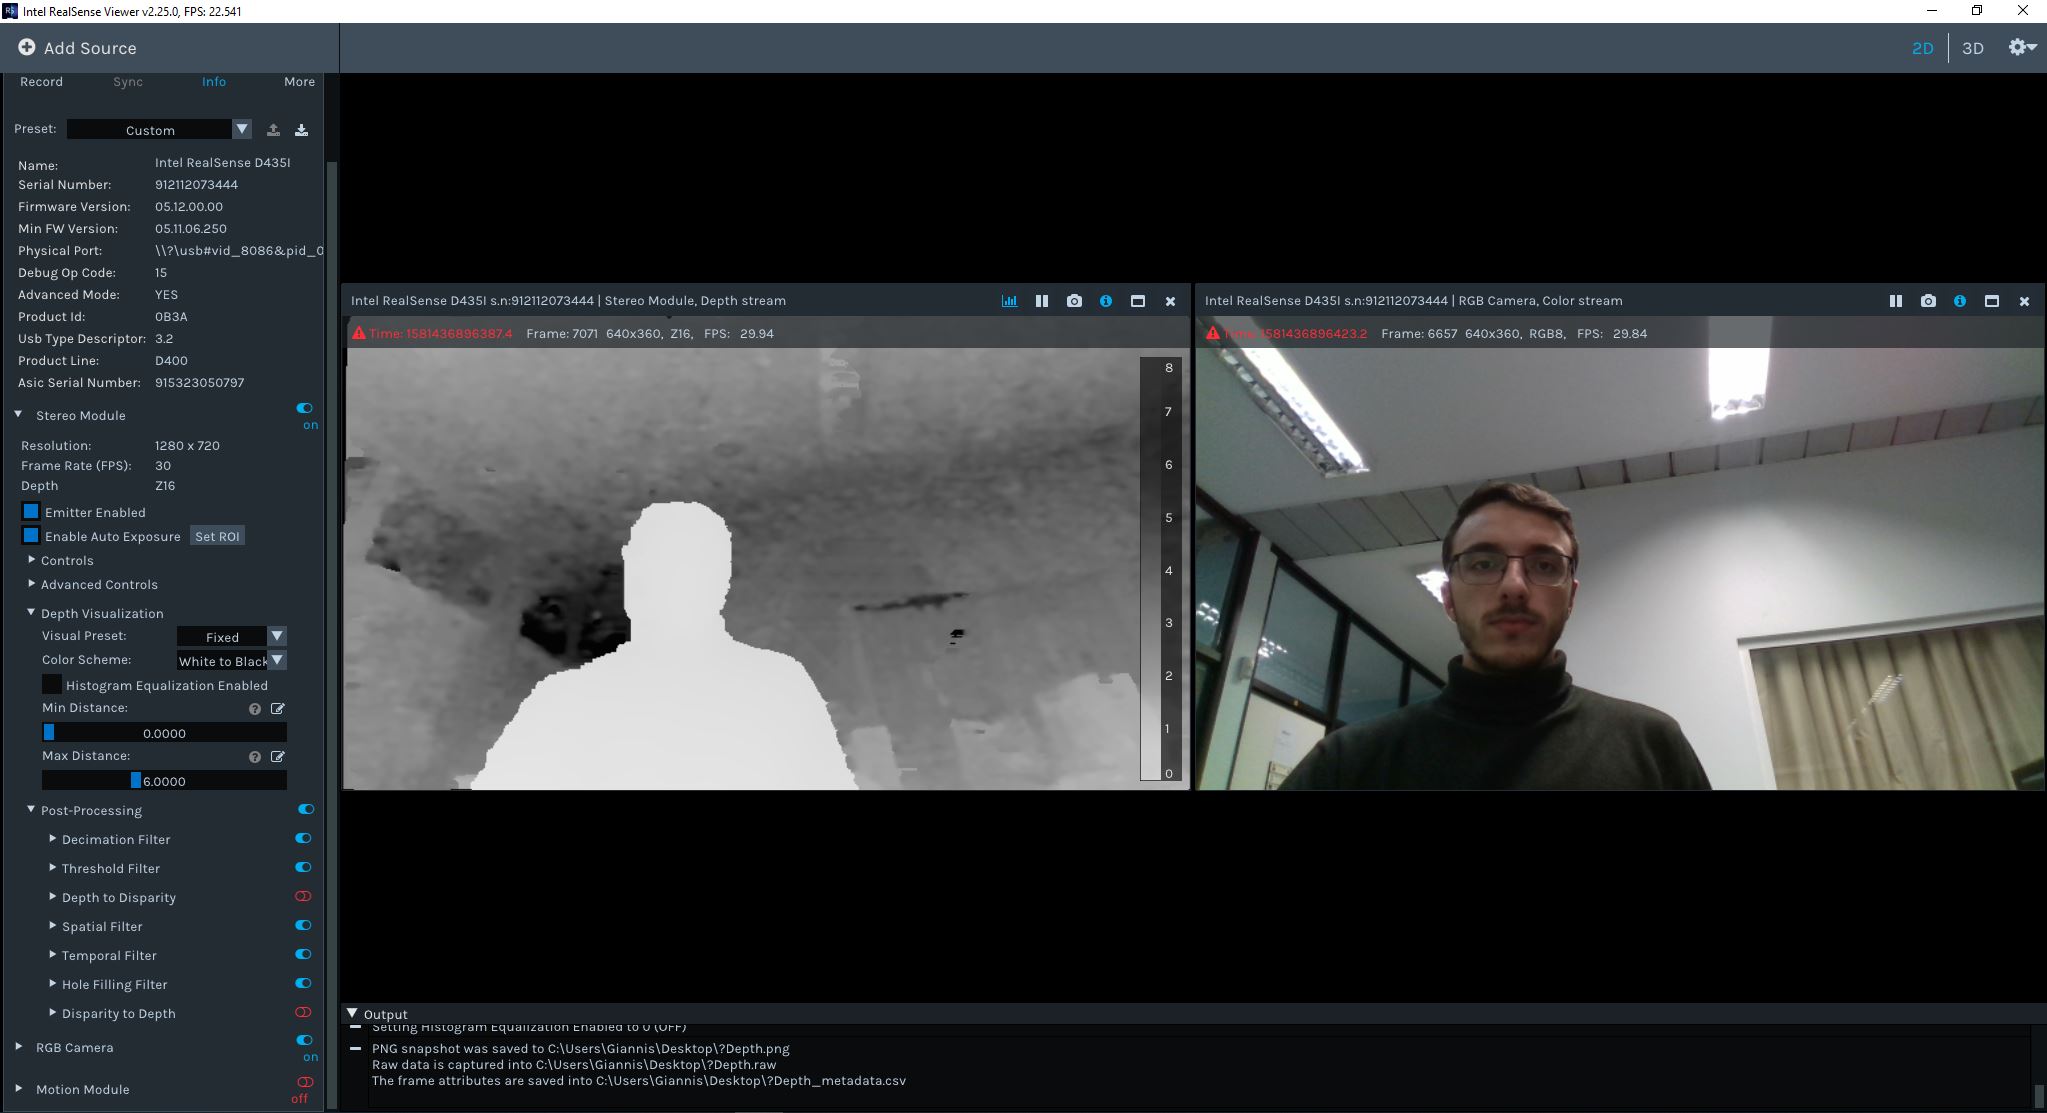 Intel RealSense Viewer v2.25.0, FPS: 22.541
Add Source
2D
3D
Record Sync Info More
Preset: Custom
Name: Intel RealSense D435I
Serial Number: 912112073444
Firmware Version: 05.12.00.00
Min FW Version: 05.11.06.250
Physical Port: \\?\usb#vid_8086&pid_0
Debug Op Code: 15
Advanced Mode: YES
Product Id: 0B3A
Usb Type Descriptor: 3.2
Product Line: D400
Asic Serial Number: 915323050797
Stereo Module
on
Resolution: 1280 x 720
Frame Rate (FPS): 30
Depth Z16
Emitter Enabled
Enable Auto Exposure Set ROI
Controls
Advanced Controls
Depth Visualization
Visual Preset: Fixed
Color Scheme: White to Black
Histogram Equalization Enabled
Min Distance:
0.0000
Max Distance:
6.0000
Post-Processing
Decimation Filter
Threshold Filter
Depth to Disparity
Spatial Filter
Temporal Filter
Hole Filling Filter
Disparity to Depth
RGB Camera
on
Motion Module
off
Intel RealSense D435I s.n:912112073444 | Stereo Module, Depth stream
Time: 1581436896387.4 Frame: 7071 640x360, Z16, FPS: 29.94
8
7
6
5
4
3
2
1
0
Intel RealSense D435I s.n:912112073444 | RGB Camera, Color stream
Time: 1581436896423.2 Frame: 6657 640x360, RGB8, FPS: 29.84
Output
Setting Histogram Equalization Enabled to 0 (OFF)
PNG snapshot was saved to C:\Users\Giannis\Desktop\?Depth.png
Raw data is captured into C:\Users\Giannis\Desktop\?Depth.raw
The frame attributes are saved into C:\Users\Giannis\Desktop\?Depth_metadata.csv